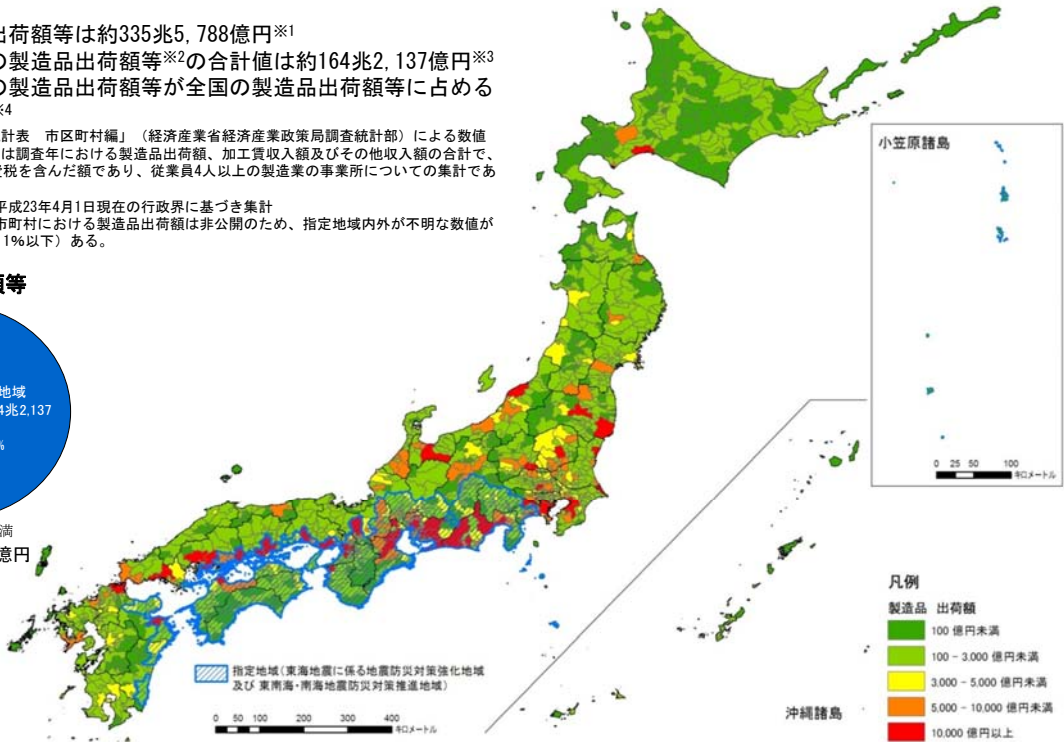 出荷額等は約335兆5,788億円※1
の製造品出荷額等※2の合計値は約164兆2,137億円※3
の製造品出荷額等が全国の製造品出荷額等に占める
※4
計表 市区町村編」（経済産業省経済産業政策局調査統計部）による数値
は調査年における製造品出荷額、加工賃収入額及びその他収入額の合計で、
税を含んだ額であり、従業員4人以上の製造業の事業所についての集計であ
平成23年4月1日現在の行政界に基づき集計
市町村における製造品出荷額は非公開のため、指定地域内外が不明な数値が
1%以下）ある。
額等
地域
4兆2,137
%
満
億円
小笠原諸島
0 25 50 100
キロメートル
指定地域(東海地震に係る地震防災対策強化地域
及び 東南海・南海地震防災対策推進地域)
0 50 100 200 300 400
キロメートル
沖縄諸島
凡例
製造品 出荷額
100 億円未満
100 - 3,000 億円未満
3,000 - 5,000 億円未満
5,000 - 10,000 億円未満
10,000 億円以上